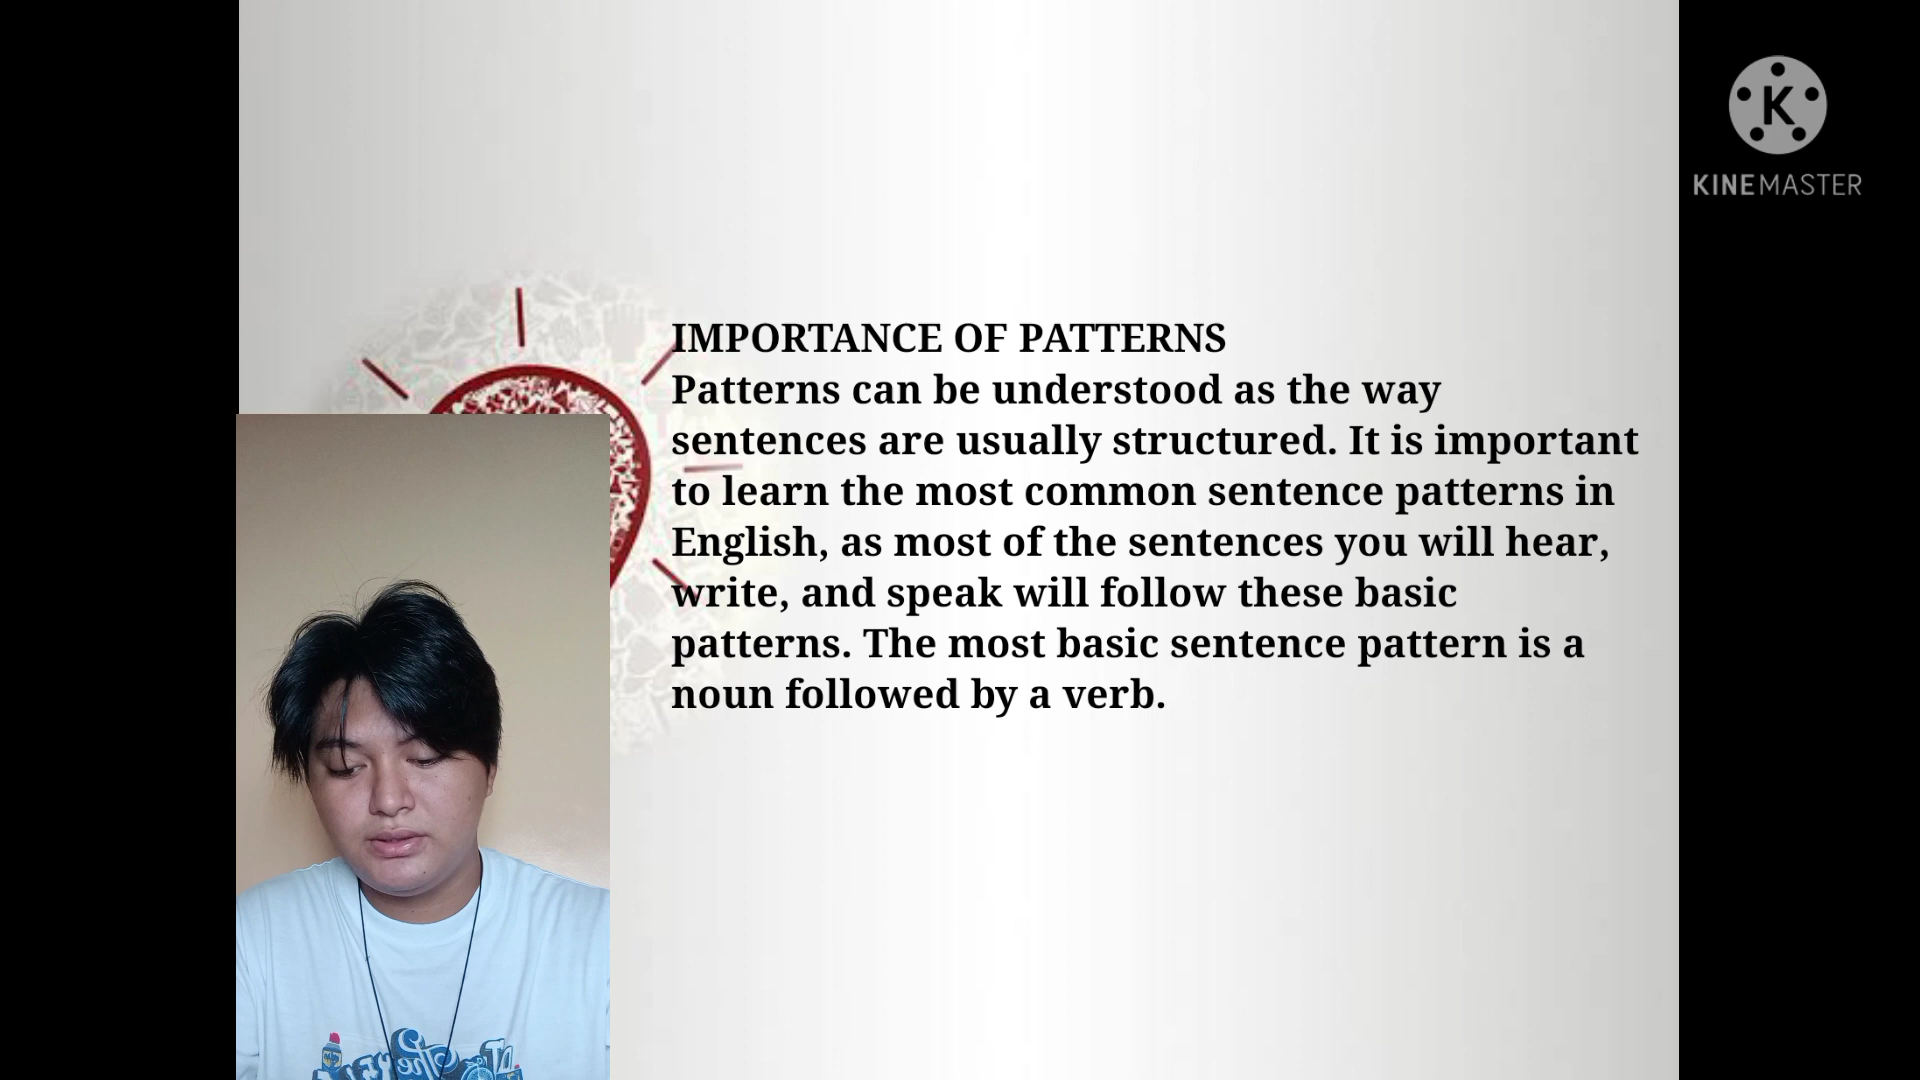 IMPORTANCE OF PATTERNS
Patterns can be understood as the way
sentences are usually structured. It is important
to learn the most common sentence patterns in
English, as most of the sentences you will hear,
write, and speak will follow these basic
patterns. The most basic sentence pattern is a
noun followed by a verb.
K
KINEMASTER
The